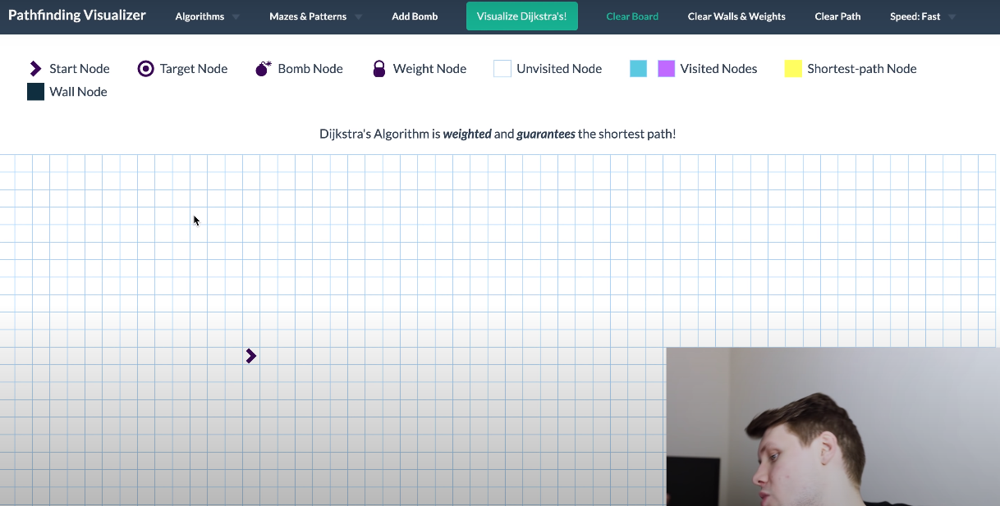 Pathfinding Visualizer Algorithms Mazes & Patterns Add Bomb Visualize Dijkstra's! Clear Board Clear Walls & Weights Clear Path Speed: Fast
Start Node Target Node Bomb Node Weight Node Unvisited Node Visited Nodes Shortest-path Node
Wall Node
Dijkstra's Algorithm is weighted and guarantees the shortest path!